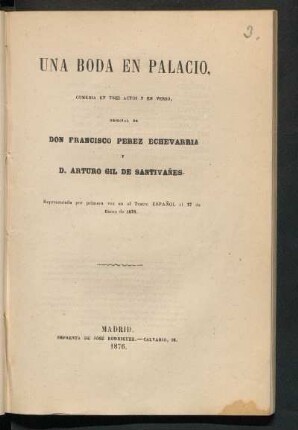 3.
UNA BODA EN PALACIO,
COMEDIA EN TRES ACTOS Y EN VERSO,
ORIGINAL DE
DON FRANCISCO PEREZ ECHEVARRIA
Y
D. ARTURO GIL DE SANTIVAÑES.
Representada por primera vez en el Teatro ESPAÑOL el 17 de
Enero de 1876.
MADRID.
IMPRENTA DE JOSÉ RODRIGUEZ.—CALVARIO, 18.
1876.